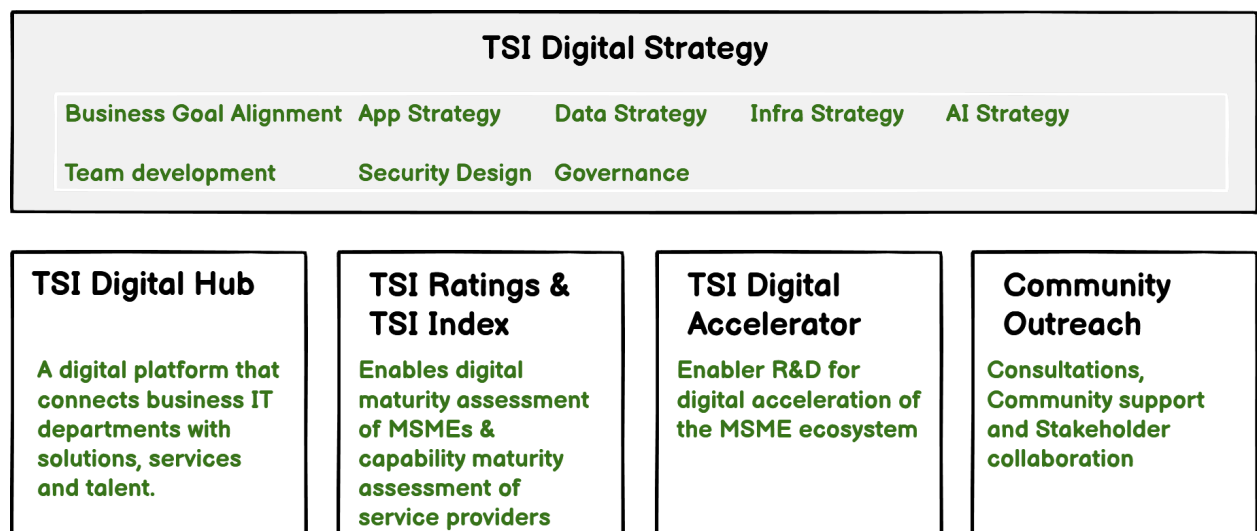 TSI Digital Strategy
Business Goal Alignment App Strategy Data Strategy Infra Strategy AI Strategy
Team development Security Design Governance
TSI Digital Hub
A digital platform that
connects business IT
departments with
solutions, services
and talent.
TSI Ratings &
TSI Index
Enables digital
maturity assessment
of MSMEs &
capability maturity
assessment of
service providers
TSI Digital
Accelerator
Enabler R&D for
digital acceleration of
the MSME ecosystem
Community
Outreach
Consultations,
Community support
and Stakeholder
collaboration